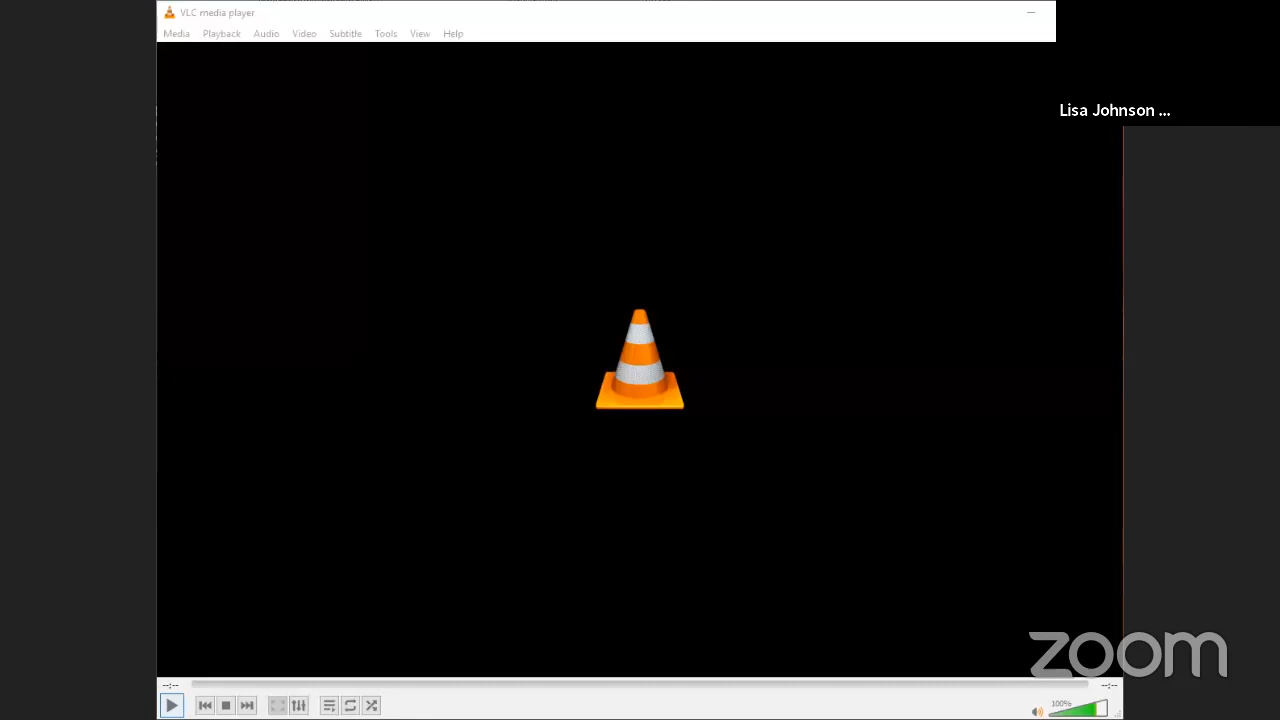 VLC media player
Media Playback Audio Video Subtitle Tools View Help
Lisa Johnson ...
zoom
--:-- --:--
100%